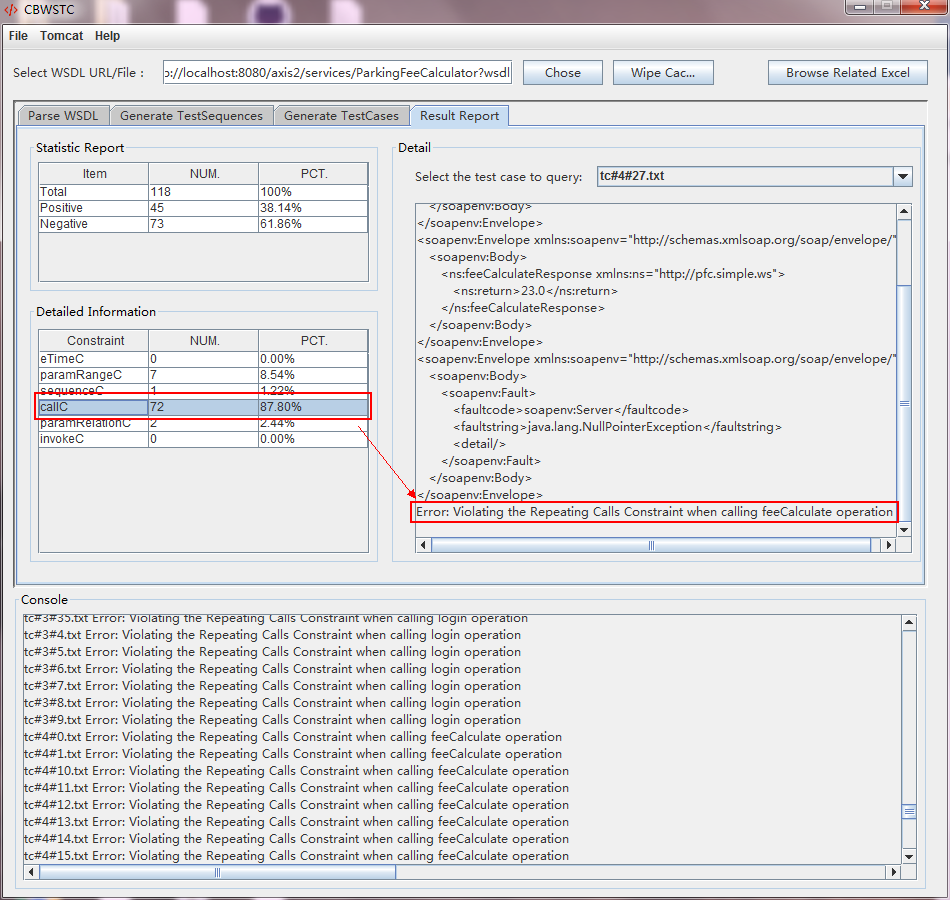 CBWSTC
File Tomcat Help
Select WSDL URL/File : ɔ://localhost:8080/axis2/services/ParkingFeeCalculator?wsdl Chose Wipe Cac... Browse Related Excel
Parse WSDL Generate TestSequences Generate TestCases Result Report
Statistic Report
Item NUM. PCT.
Total 118 100%
Positive 45 38.14%
Negative 73 61.86%
Detailed Information
Constraint NUM. PCT.
eTimeC 0 0.00%
paramRangeC 7 8.54%
sequenceC 1 1.22%
callC 72 87.80%
paramRelationC 2 2.44%
invokeC 0 0.00%
Detail
Select the test case to query: tc#4#27.txt
</soapenv:Body>
</soapenv:Envelope>
<soapenv:Envelope xmlns:soapenv="http://schemas.xmlsoap.org/soap/envelope/"
<soapenv:Body>
<ns:feeCalculateResponse xmlns:ns="http://pfc.simple.ws">
<ns:return>23.0</ns:return>
</ns:feeCalculateResponse>
</soapenv:Body>
</soapenv:Envelope>
<soapenv:Envelope xmlns:soapenv="http://schemas.xmlsoap.org/soap/envelope/"
<soapenv:Body>
<soapenv:Fault>
<faultcode>soapenv:Server</faultcode>
<faultstring>java.lang.NullPointerException</faultstring>
<detail/>
</soapenv:Fault>
</soapenv:Body>
</soapenv:Envelope>
Error: Violating the Repeating Calls Constraint when calling feeCalculate operation
Console
tc#3#35.txt Error: Violating the Repeating Calls Constraint when calling login operation
tc#3#4.txt Error: Violating the Repeating Calls Constraint when calling login operation
tc#3#5.txt Error: Violating the Repeating Calls Constraint when calling login operation
tc#3#6.txt Error: Violating the Repeating Calls Constraint when calling login operation
tc#3#7.txt Error: Violating the Repeating Calls Constraint when calling login operation
tc#3#8.txt Error: Violating the Repeating Calls Constraint when calling login operation
tc#3#9.txt Error: Violating the Repeating Calls Constraint when calling login operation
tc#4#0.txt Error: Violating the Repeating Calls Constraint when calling feeCalculate operation
tc#4#1.txt Error: Violating the Repeating Calls Constraint when calling feeCalculate operation
tc#4#10.txt Error: Violating the Repeating Calls Constraint when calling feeCalculate operation
tc#4#11.txt Error: Violating the Repeating Calls Constraint when calling feeCalculate operation
tc#4#12.txt Error: Violating the Repeating Calls Constraint when calling feeCalculate operation
tc#4#13.txt Error: Violating the Repeating Calls Constraint when calling feeCalculate operation
tc#4#14.txt Error: Violating the Repeating Calls Constraint when calling feeCalculate operation
tc#4#15.txt Error: Violating the Repeating Calls Constraint when calling feeCalculate operation